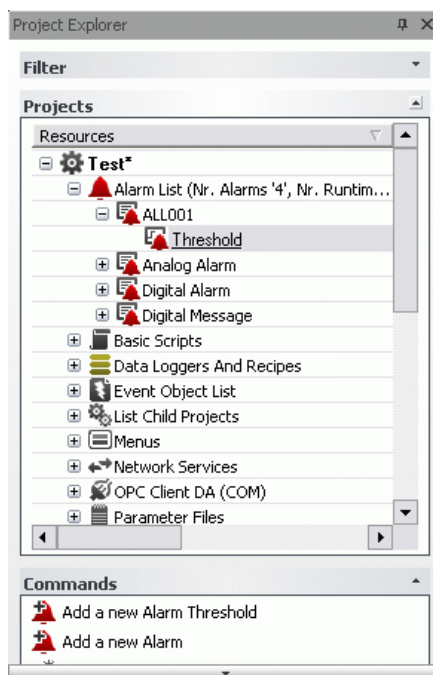 Project Explorer
Filter
Projects
Resources
Test*
Alarm List (Nr. Alarms '4', Nr. Runtim...
ALL001
Threshold
Analog Alarm
Digital Alarm
Digital Message
Basic Scripts
Data Loggers And Recipes
Event Object List
List Child Projects
Menus
Network Services
OPC Client DA (COM)
Parameter Files
Commands
Add a new Alarm Threshold
Add a new Alarm